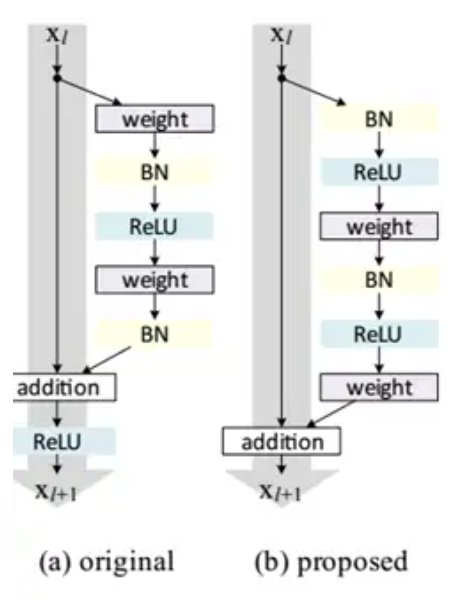 x_l
weight
BN
ReLU
weight
BN
addition
ReLU
x_{l+1}
(a) original
x_l
BN
ReLU
weight
BN
ReLU
weight
addition
x_{l+1}
(b) proposed